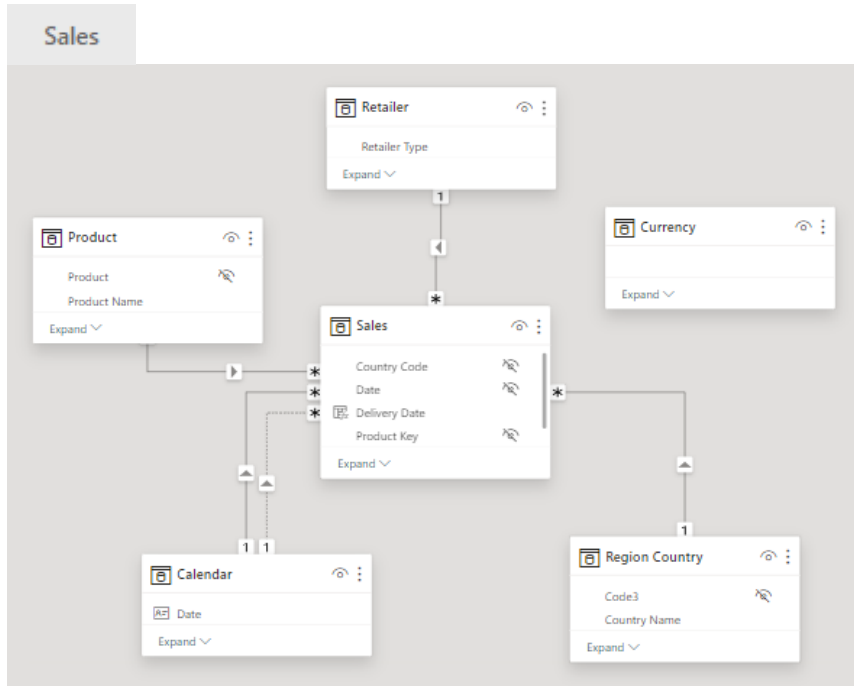 Sales
Retailer
Retailer Type
Expand
1
Product
Product
Product Name
Expand
Currency
Expand
*
Sales
Country Code
Date
Delivery Date
Product Key
Expand
*
*
*
*
1 1
Calendar
Date
Expand
1
Region Country
Code3
Country Name
Expand